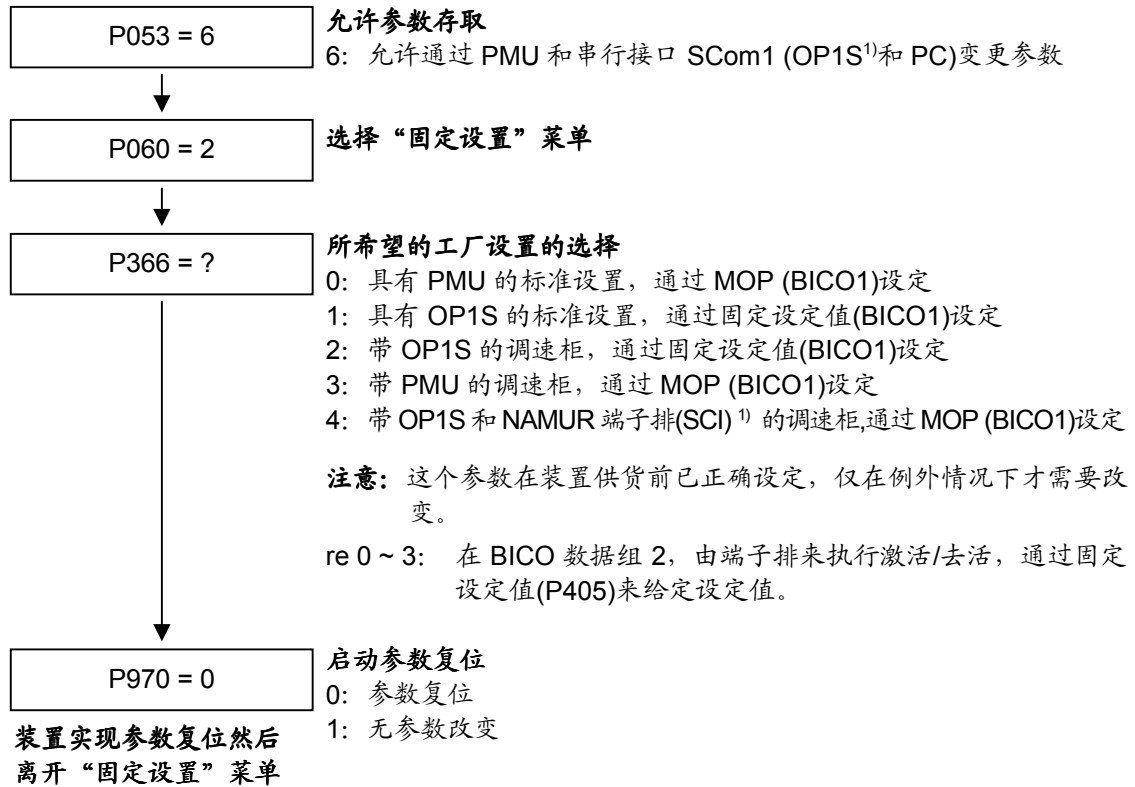 P053 = 6
允许参数存取
6：允许通过 PMU 和串行接口 SCom1 (OP1S1)和 PC)变更参数
P060 = 2
选择“固定设置”菜单
P366 = ?
所希望的工厂设置的选择
0：具有 PMU 的标准设置，通过 MOP (BICO1)设定
1：具有 OP1S 的标准设置，通过固定设定值(BICO1)设定
2：带 OP1S 的调速柜，通过固定设定值(BICO1)设定
3：带 PMU 的调速柜，通过 MOP (BICO1)设定
4：带 OP1S 和 NAMUR 端子排(SCI) 1) 的调速柜,通过 MOP (BICO1)设定
注意：这个参数在装置供货前已正确设定，仅在例外情况下才需要改
变。
re 0 ~ 3： 在 BICO 数据组 2，由端子排来执行激活/去活，通过固定
设定值(P405)来给定设定值。
P970 = 0
启动参数复位
0：参数复位
1：无参数改变
装置实现参数复位然后
离开“固定设置”菜单